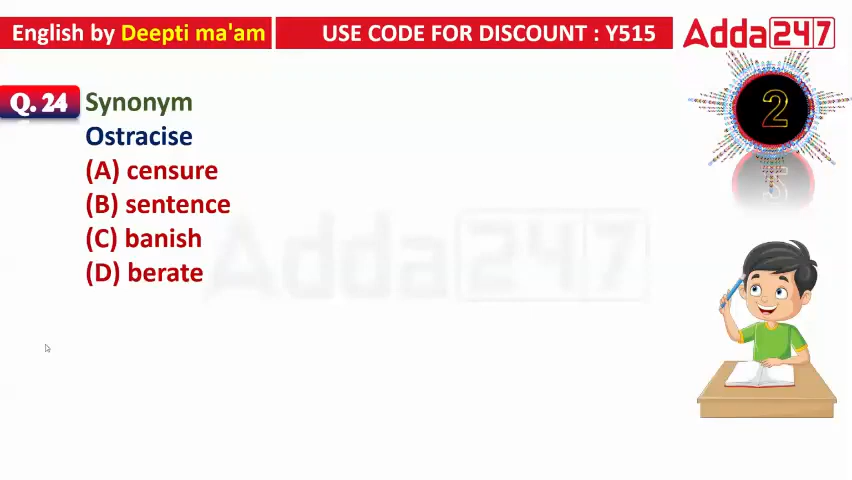 English by Deepti ma'am
USE CODE FOR DISCOUNT : Y515
Adda247
Q. 24 Synonym
Ostracise
(A) censure
(B) sentence
(C) banish
(D) berate
Adda247
2